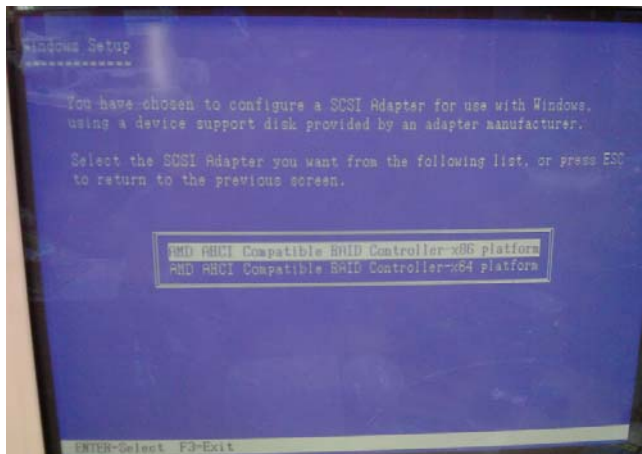 Windows Setup
You have chosen to configure a SCSI Adapter for use with Windows,
using a device support disk provided by an adapter manufacturer.
Select the SCSI Adapter you want from the following list, or press ESC
to return to the previous screen.
AMD AHCI Compatible RAID Controller-x86 platform
AMD AHCI Compatible RAID Controller-x64 platform
ENTER=Select F3=Exit